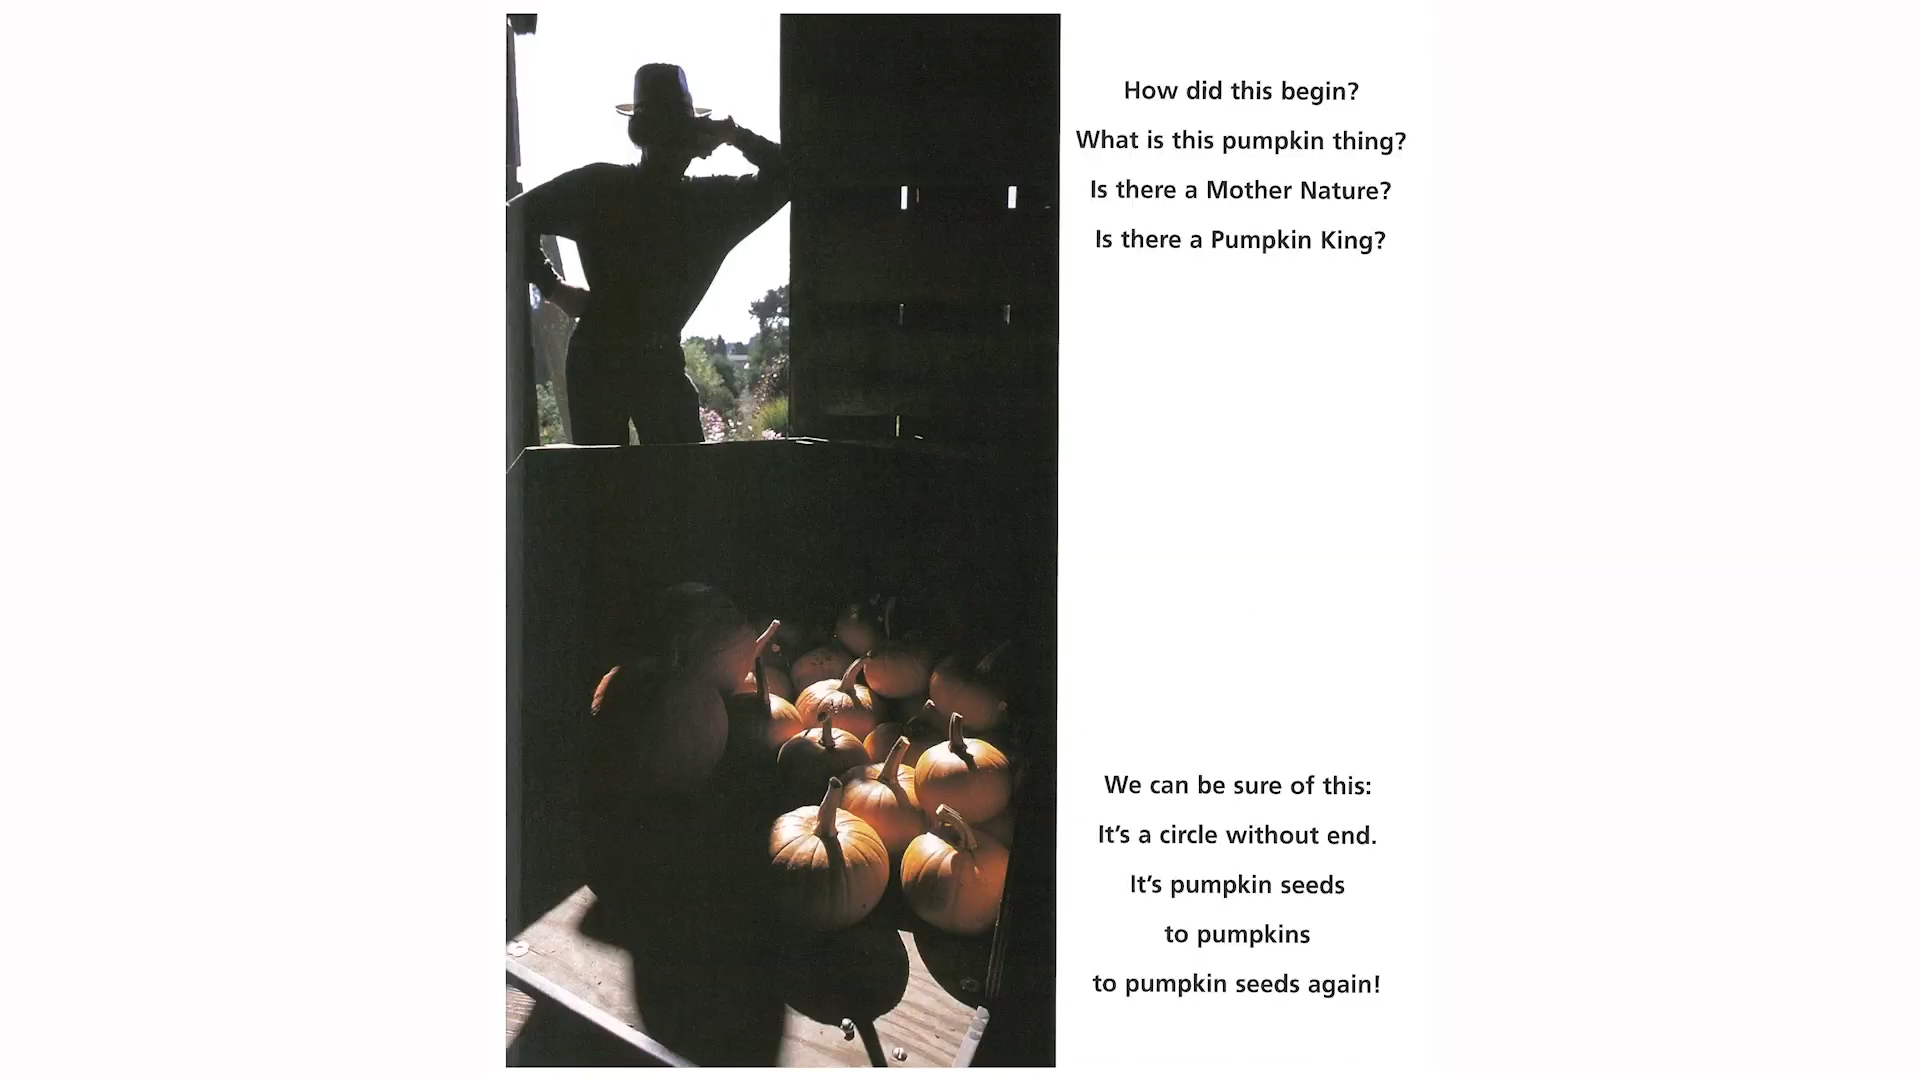 How did this begin?
What is this pumpkin thing?
Is there a Mother Nature?
Is there a Pumpkin King?
We can be sure of this:
It's a circle without end.
It's pumpkin seeds
to pumpkins
to pumpkin seeds again!